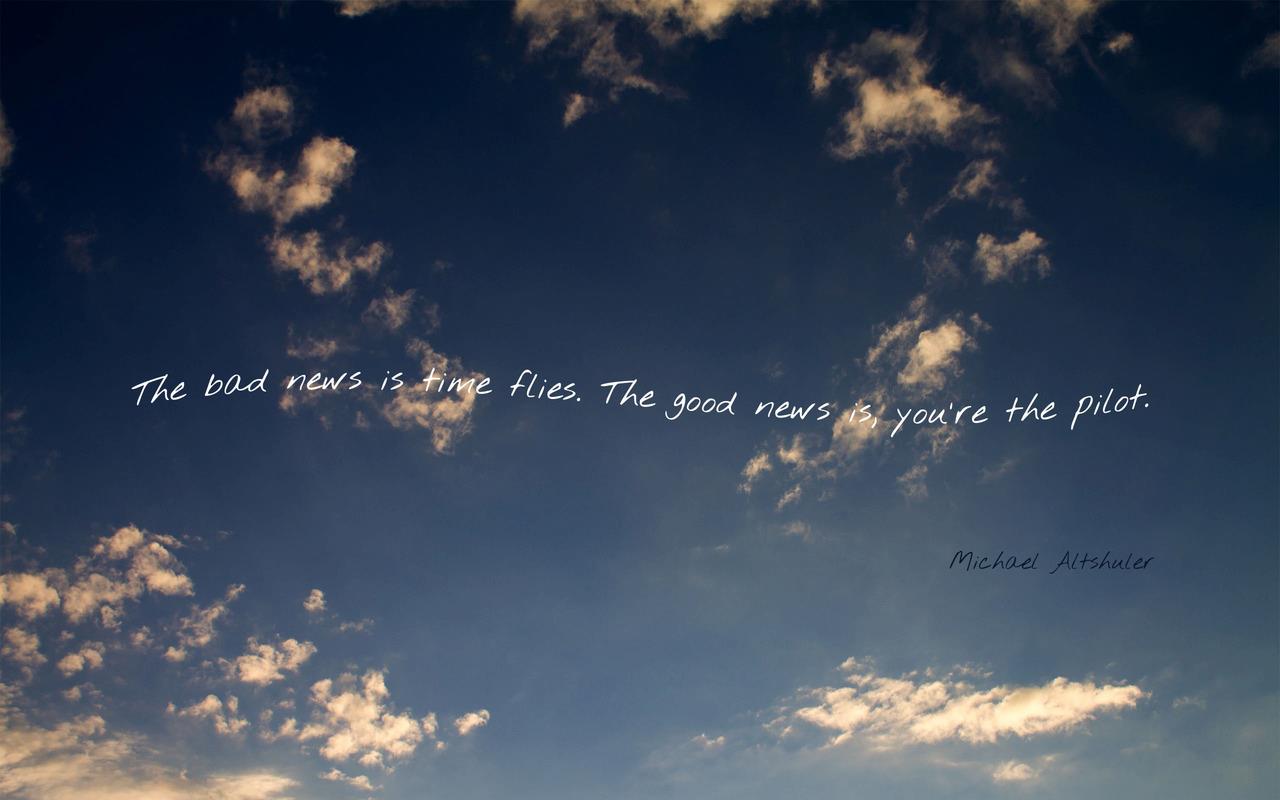 The bad news is time flies. The good news is, you're the pilot.
Michael Altshuler